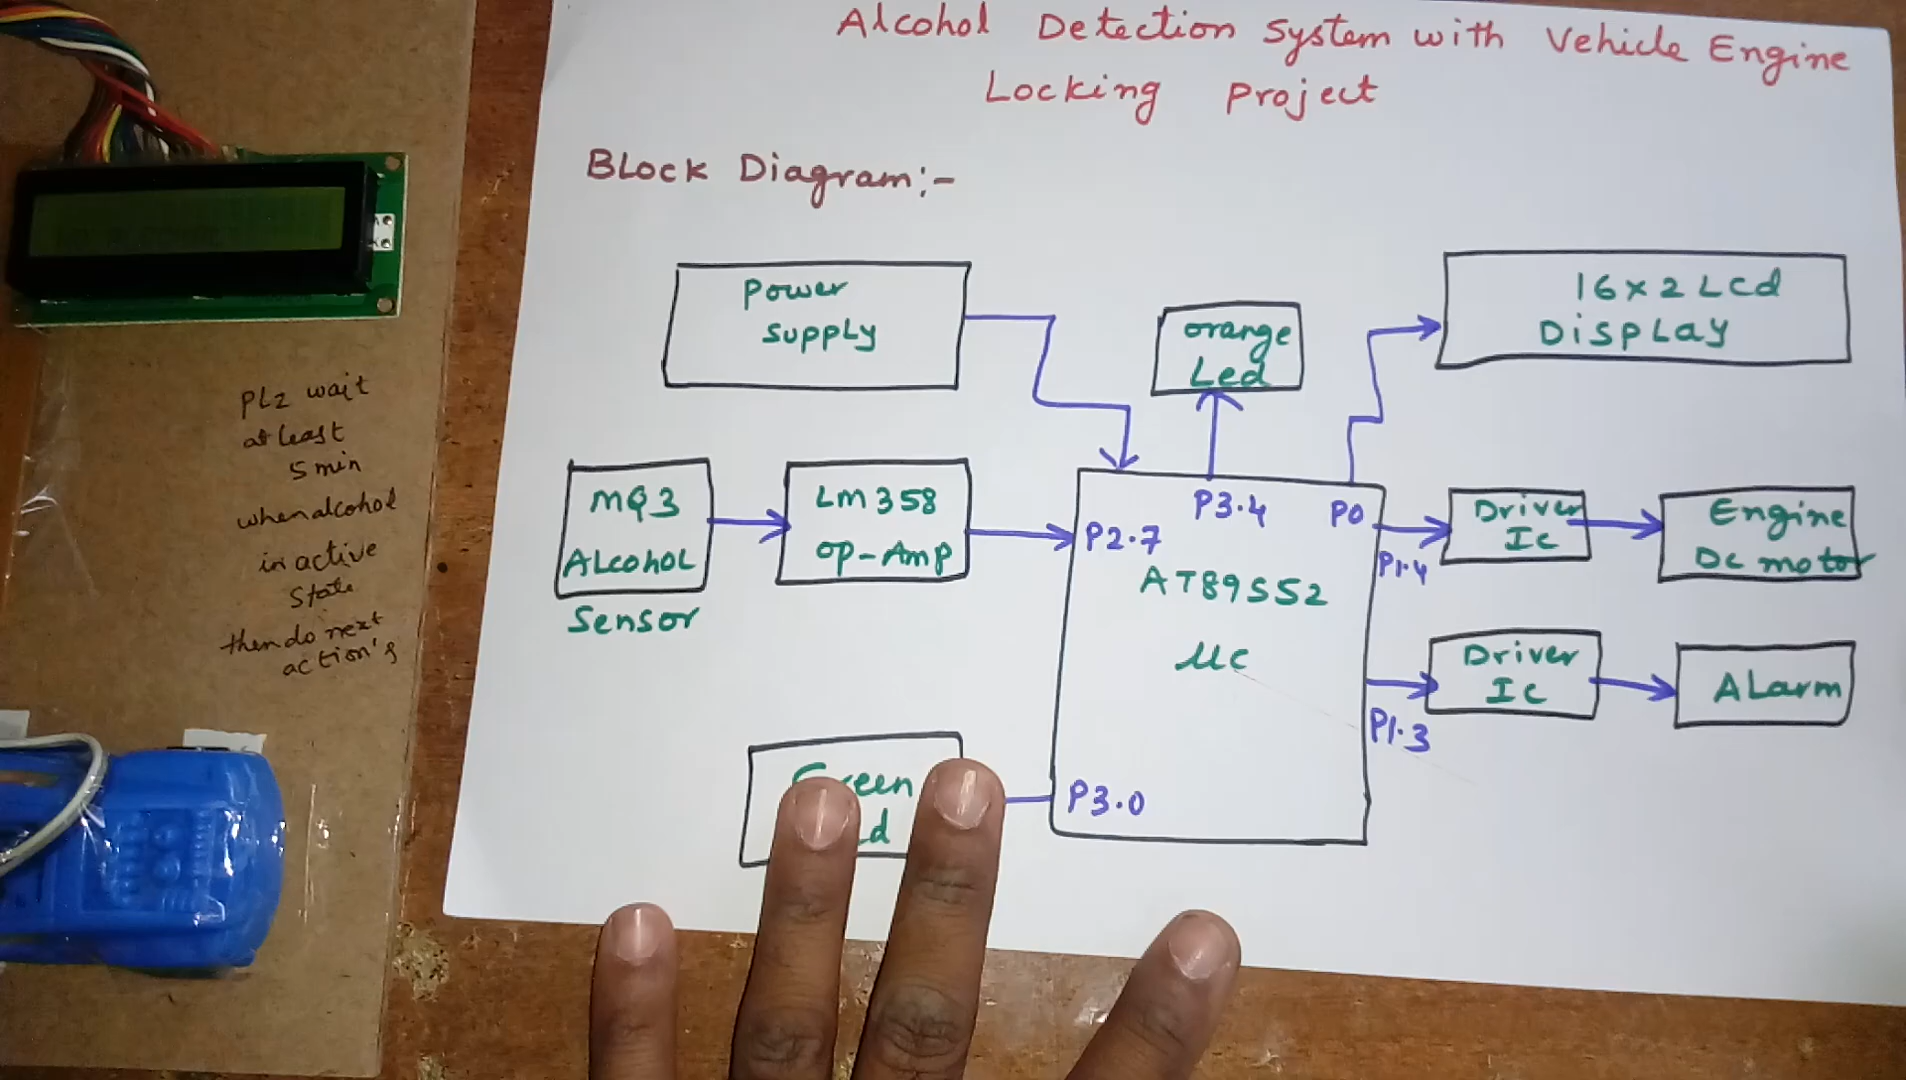 Alcohol Detection System with Vehicle Engine
Locking Project
Block Diagram:-
Power
Supply
orange
Led
16x2 Lcd
Display
MQ3
Alcohol
Sensor
Lm358
op-Amp
P2.7
P3.4
P0
AT89S52
µc
P3.0
P1.4
Driver
Ic
Engine
Dc motor
P1.3
Driver
Ic
ALarm
PLz wait
at least
5 min
when alcohol
in active
State
then do next
action's